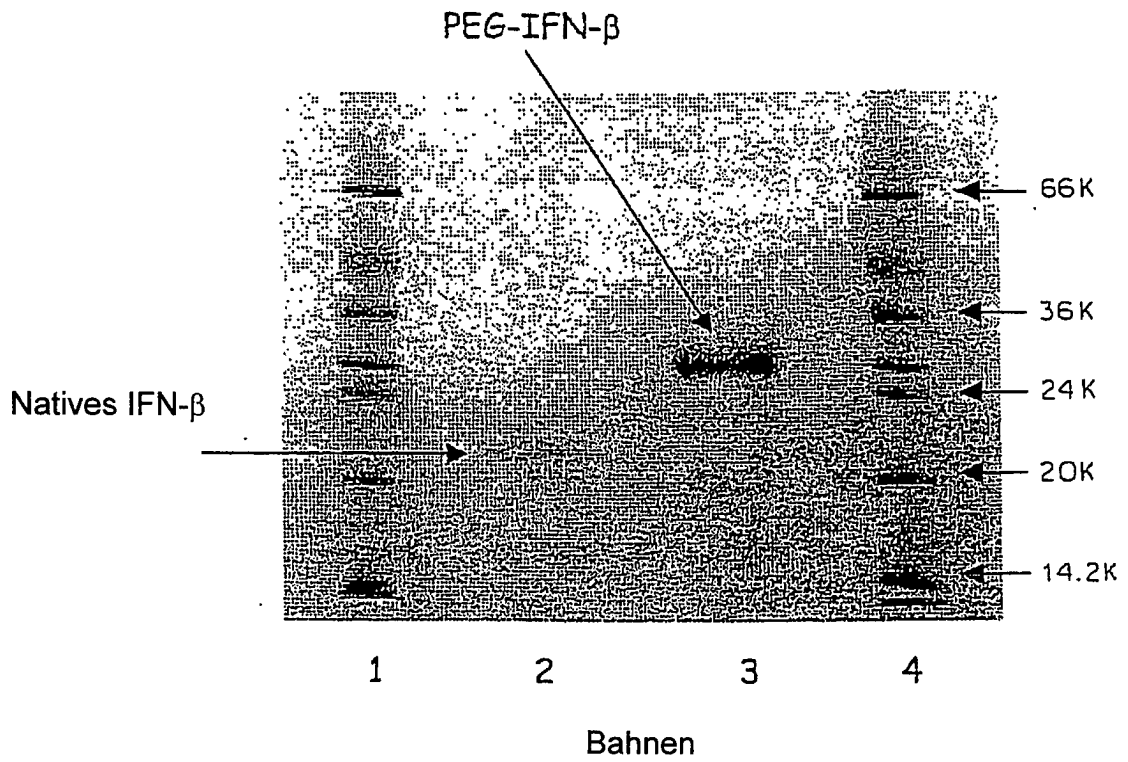 PEG-IFN-β
66K
36K
24K
Natives IFN-β
20K
14.2K
1 2 3 4
Bahnen